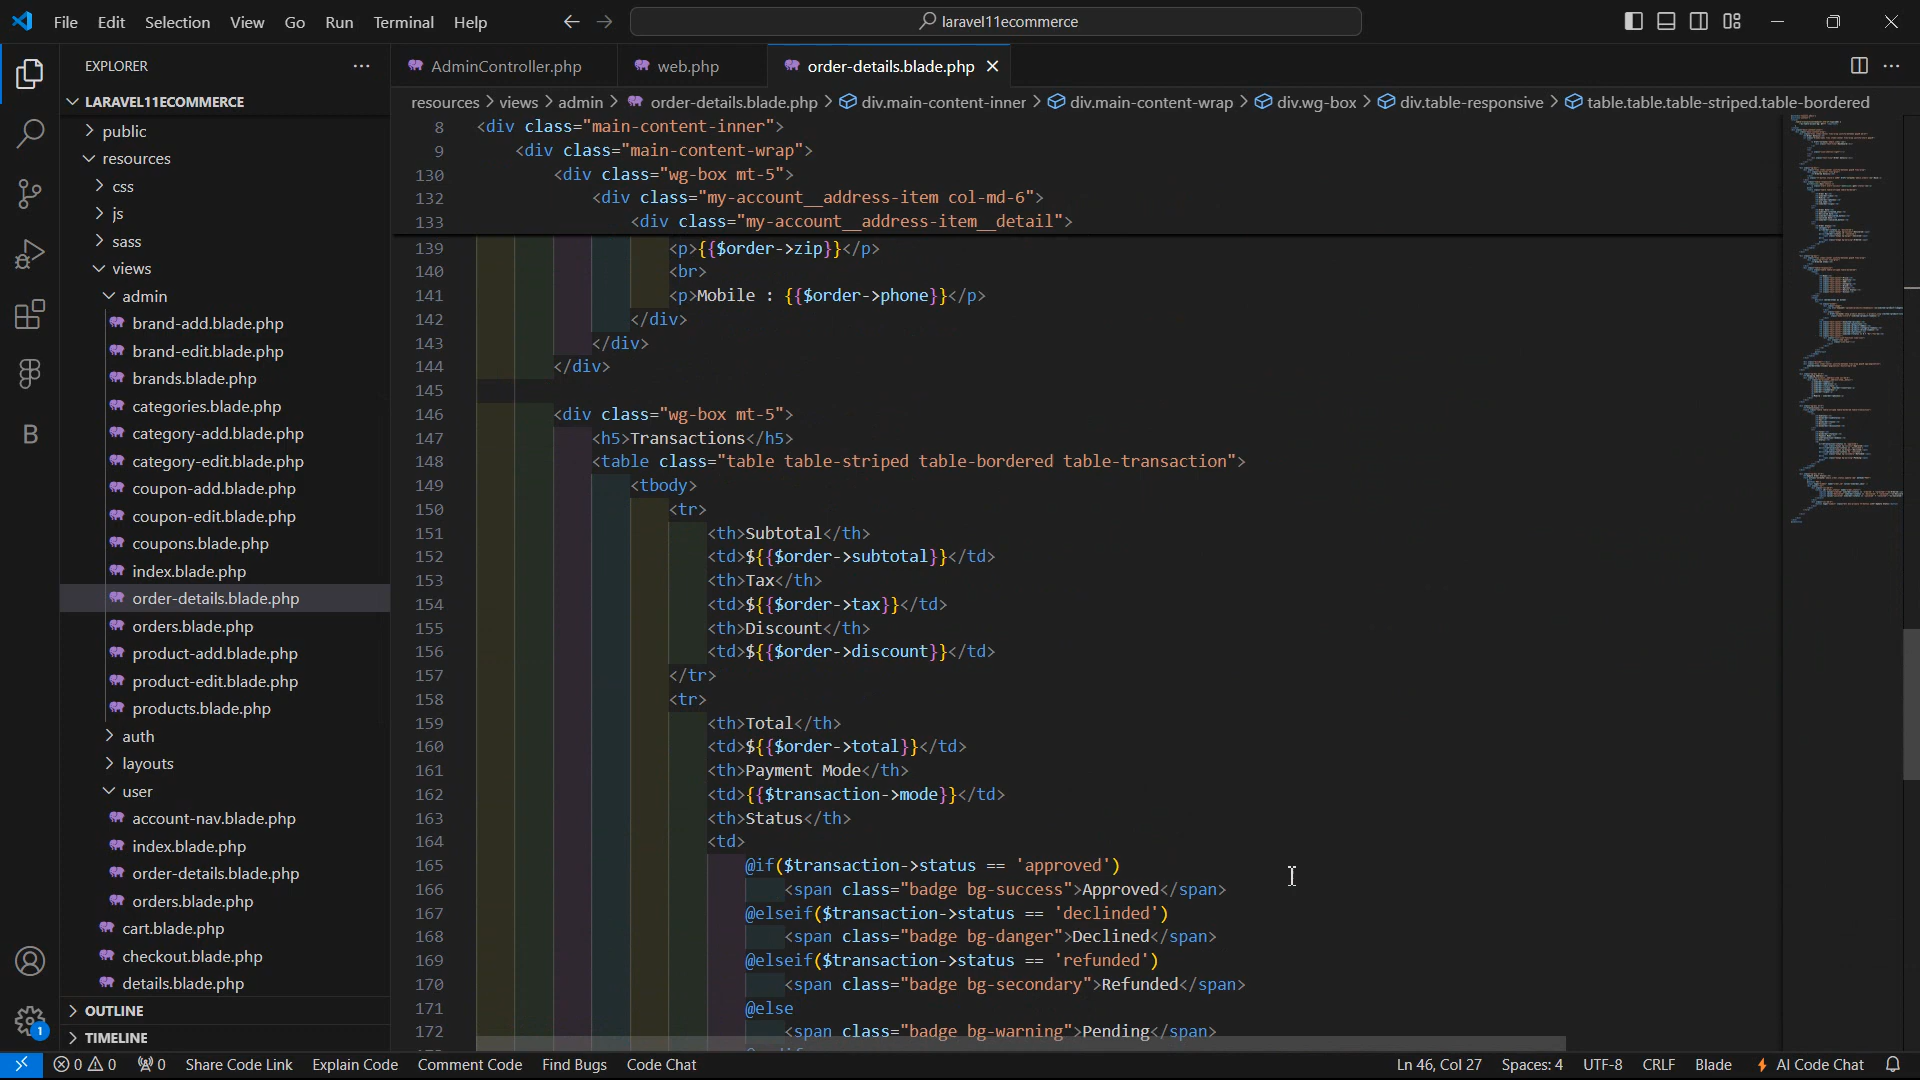 File Edit Selection View Go Run Terminal Help
laravel11ecommerce
EXPLORER
AdminController.php
web.php
order-details.blade.php
LARAVEL11ECOMMERCE
resources > views > admin > order-details.blade.php > div.main-content-inner > div.main-content-wrap > div.wg-box > div.table-responsive > table.table.table-striped.table-bordered
public
resources
css
js
sass
views
admin
brand-add.blade.php
brand-edit.blade.php
brands.blade.php
categories.blade.php
category-add.blade.php
category-edit.blade.php
coupon-add.blade.php
coupon-edit.blade.php
coupons.blade.php
index.blade.php
order-details.blade.php
orders.blade.php
product-add.blade.php
product-edit.blade.php
products.blade.php
auth
layouts
user
account-nav.blade.php
index.blade.php
order-details.blade.php
orders.blade.php
cart.blade.php
checkout.blade.php
details.blade.php
OUTLINE
TIMELINE
B
1
8 <div class="main-content-inner">
9 <div class="main-content-wrap">
130 <div class="wg-box mt-5">
132 <div class="my-account__address-item col-md-6">
133 <div class="my-account__address-item__detail">
139 <p>{{$order->zip}}</p>
140 <br>
141 <p>Mobile : {{$order->phone}}</p>
142 </div>
143 </div>
144 </div>
145
146 <div class="wg-box mt-5">
147 <h5>Transactions</h5>
148 <table class="table table-striped table-bordered table-transaction">
149 <tbody>
150 <tr>
151 <th>Subtotal</th>
152 <td>${{$order->subtotal}}</td>
153 <th>Tax</th>
154 <td>${{$order->tax}}</td>
155 <th>Discount</th>
156 <td>${{$order->discount}}</td>
157 </tr>
158 <tr>
159 <th>Total</th>
160 <td>${{$order->total}}</td>
161 <th>Payment Mode</th>
162 <td>{{$transaction->mode}}</td>
163 <th>Status</th>
164 <td>
165 @if($transaction->status == 'approved')
166 <span class="badge bg-success">Approved</span>
167 @elseif($transaction->status == 'declinded')
168 <span class="badge bg-danger">Declined</span>
169 @elseif($transaction->status == 'refunded')
170 <span class="badge bg-secondary">Refunded</span>
171 @else
172 <span class="badge bg-warning">Pending</span>
0 0 0 Share Code Link Explain Code Comment Code Find Bugs Code Chat Ln 46, Col 27 Spaces: 4 UTF-8 CRLF Blade AI Code Chat